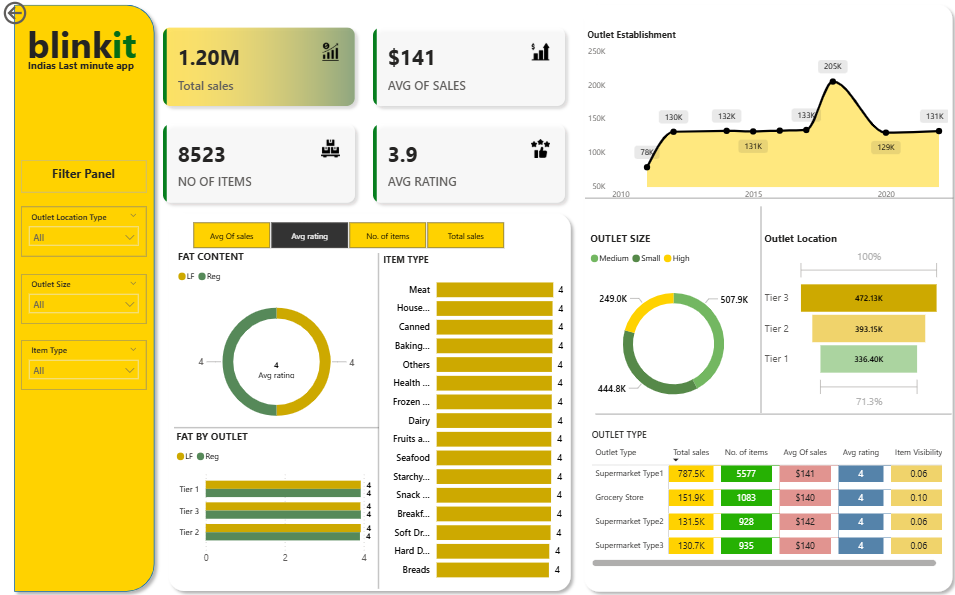 blinkit
Indias Last minute app
Filter Panel
Outlet Location Type
All
Outlet Size
All
Item Type
All
1.20M
Total sales
$141
AVG OF SALES
8523
NO OF ITEMS
3.9
AVG RATING
Avg Of sales
Avg rating
No. of items
Total sales
FAT CONTENT
LF Reg
4
4
Avg rating
4
FAT BY OUTLET
LF Reg
Tier 1 4
4
Tier 3 4
4
Tier 2 4
4
0 2 4
ITEM TYPE
Meat 4
House... 4
Canned 4
Baking... 4
Others 4
Health ... 4
Frozen ... 4
Dairy 4
Fruits a... 4
Seafood 4
Starchy... 4
Snack ... 4
Breakf... 4
Soft Dr... 4
Hard D... 4
Breads 4
Outlet Establishment
250K
200K
150K
100K
50K
2010 2015 2020
78K
130K
132K
131K
133K
205K
129K
131K
OUTLET SIZE
Medium Small High
249.0K
507.9K
444.8K
Outlet Location
100%
Tier 3 472.13K
Tier 2 393.15K
Tier 1 336.40K
71.3%
OUTLET TYPE
Outlet Type Total sales No. of items Avg Of sales Avg rating Item Visibility
Supermarket Type1 787.5K 5577 $141 4 0.06
Grocery Store 151.9K 1083 $140 4 0.10
Supermarket Type2 131.5K 928 $142 4 0.06
Supermarket Type3 130.7K 935 $140 4 0.06